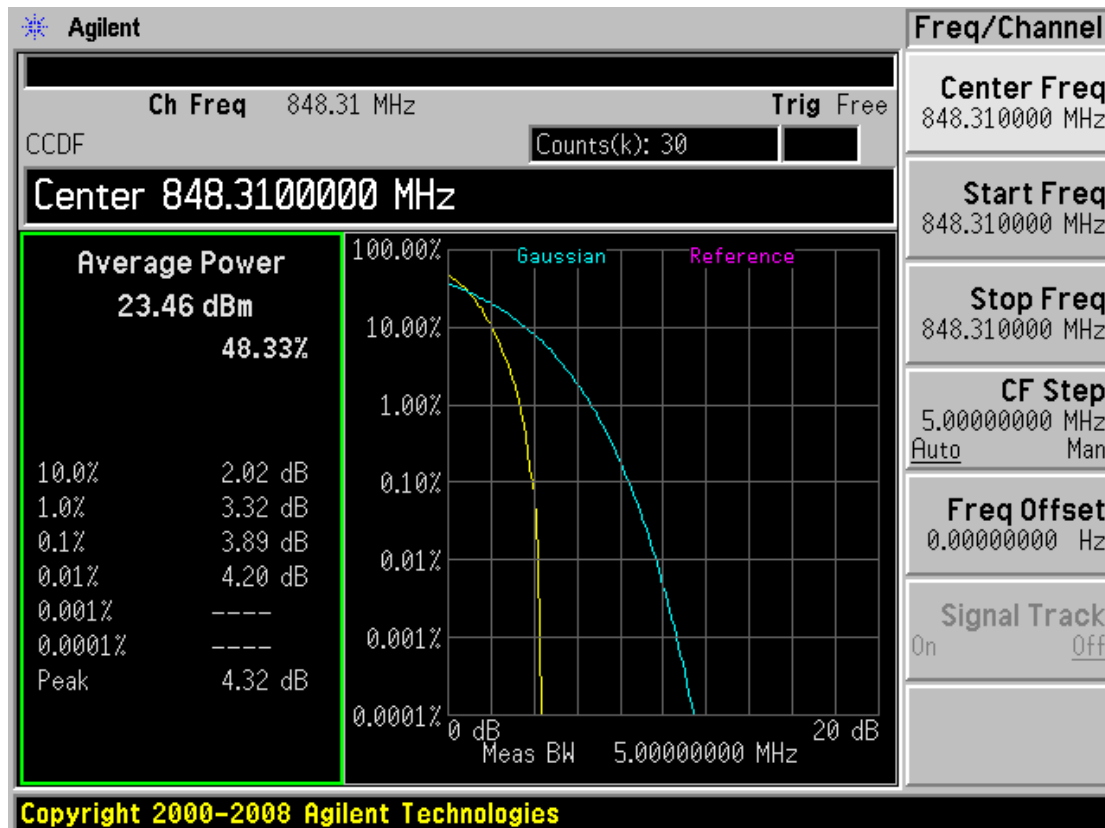 Agilent
Ch Freq 848.31 MHz Trig Free
CCDF Counts(k): 30
Center 848.3100000 MHz
Average Power
23.46 dBm
48.33%
10.0% 2.02 dB
1.0% 3.32 dB
0.1% 3.89 dB
0.01% 4.20 dB
0.001% ----
0.0001% ----
Peak 4.32 dB
100.00%
Gaussian Reference
10.00%
1.00%
0.10%
0.01%
0.001%
0.0001%
0 dB 20 dB
Meas BW 5.00000000 MHz
Freq/Channel
Center Freq
848.310000 MHz
Start Freq
848.310000 MHz
Stop Freq
848.310000 MHz
CF Step
5.00000000 MHz
Auto Man
Freq Offset
0.00000000 Hz
Signal Track
On Off
Copyright 2000-2008 Agilent Technologies